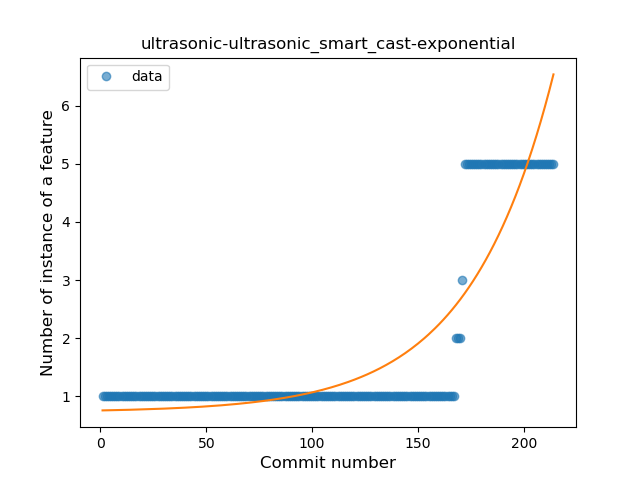 ultrasonic-ultrasonic_smart_cast-exponential
data
Number of instance of a feature
6
5
4
3
2
1
0
50
100
150
200
Commit number